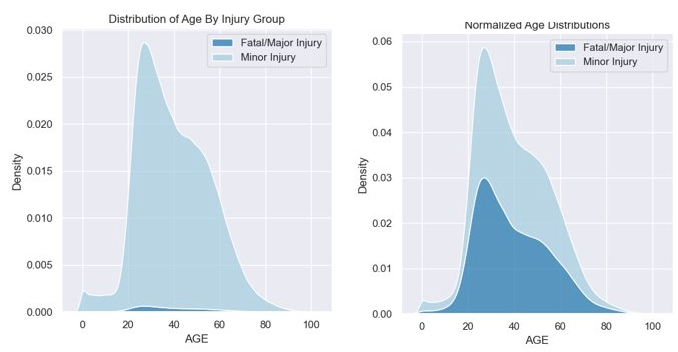 Distribution of Age By Injury Group
0.030
0.025
0.020
0.015
0.010
0.005
0.000
Density
0
20
40
60
80
100
AGE
Fatal/Major Injury
Minor Injury
Normalized Age Distributions
0.06
0.05
0.04
0.03
0.02
0.01
0.00
Density
0
20
40
60
80
100
AGE
Fatal/Major Injury
Minor Injury